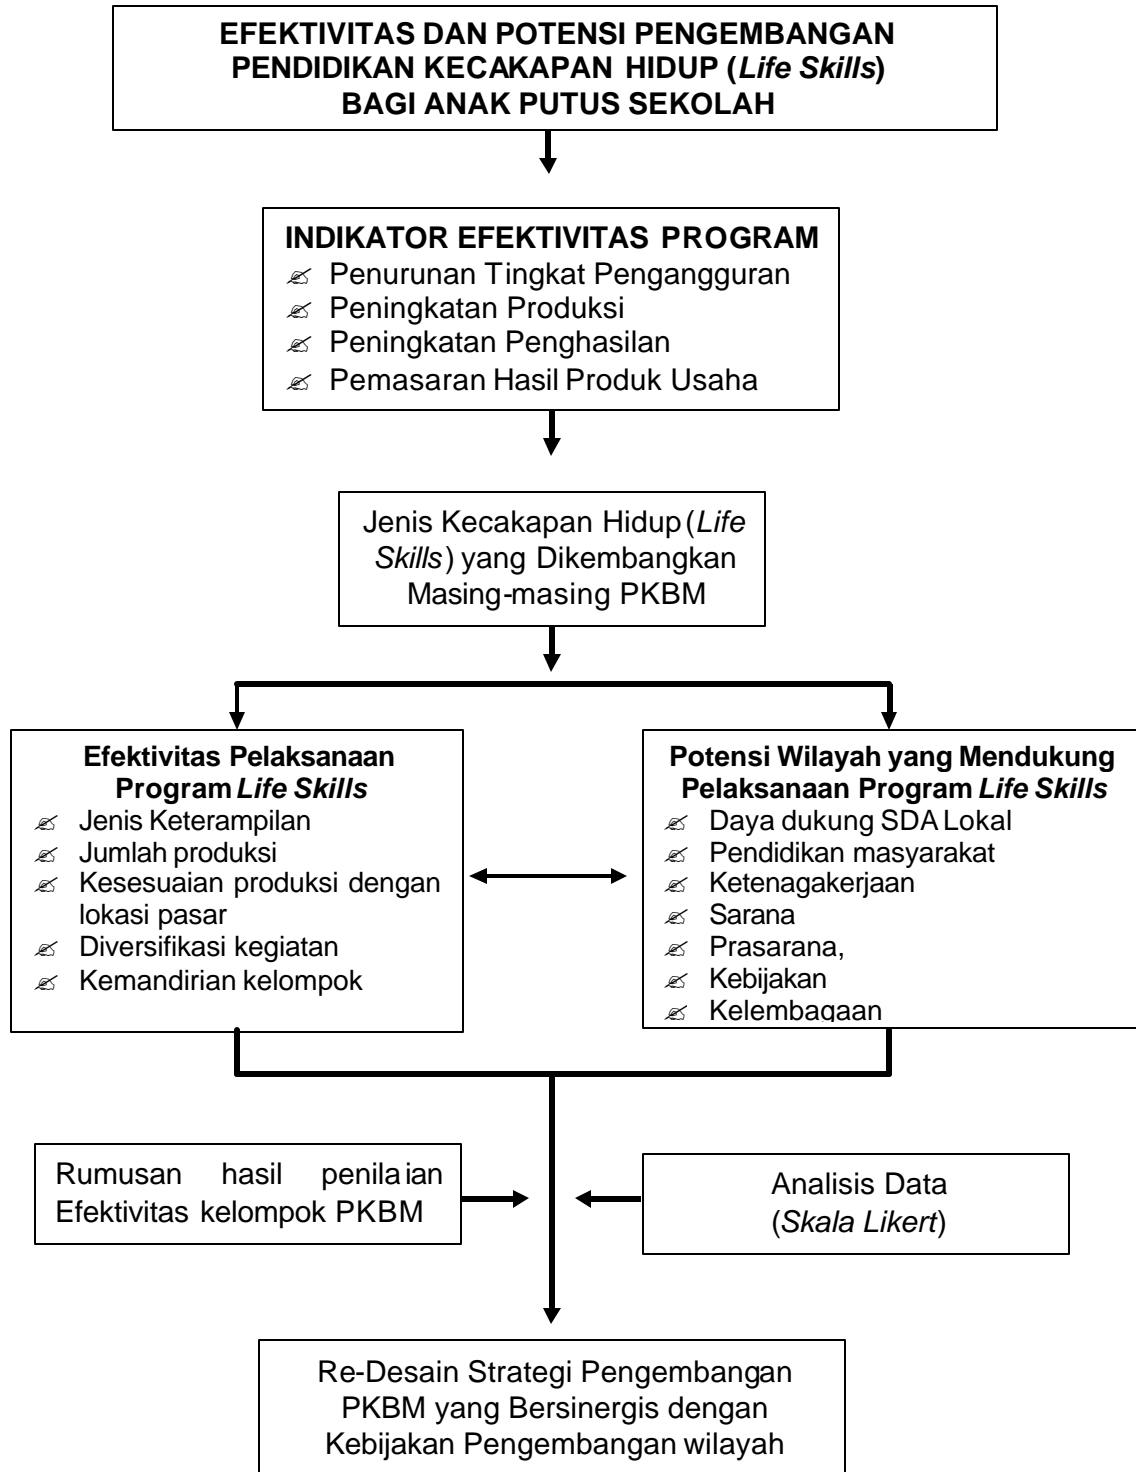 EFEKTIVITAS DAN POTENSI PENGEMBANGAN
PENDIDIKAN KECAKAPAN HIDUP (Life Skills)
BAGI ANAK PUTUS SEKOLAH
INDIKATOR EFEKTIVITAS PROGRAM
Penurunan Tingkat Pengangguran
Peningkatan Produksi
Peningkatan Penghasilan
Pemasaran Hasil Produk Usaha
Jenis Kecakapan Hidup (Life
Skills) yang Dikembangkan
Masing-masing PKBM
Efektivitas Pelaksanaan
Program Life Skills
Jenis Keterampilan
Jumlah produksi
Kesesuaian produksi dengan
lokasi pasar
Diversifikasi kegiatan
Kemandirian kelompok
Potensi Wilayah yang Mendukung
Pelaksanaan Program Life Skills
Daya dukung SDA Lokal
Pendidikan masyarakat
Ketenagakerjaan
Sarana
Prasarana,
Kebijakan
Kelembagaan
Rumusan hasil penilaian
Efektivitas kelompok PKBM
Analisis Data
(Skala Likert)
Re-Desain Strategi Pengembangan
PKBM yang Bersinergis dengan
Kebijakan Pengembangan wilayah